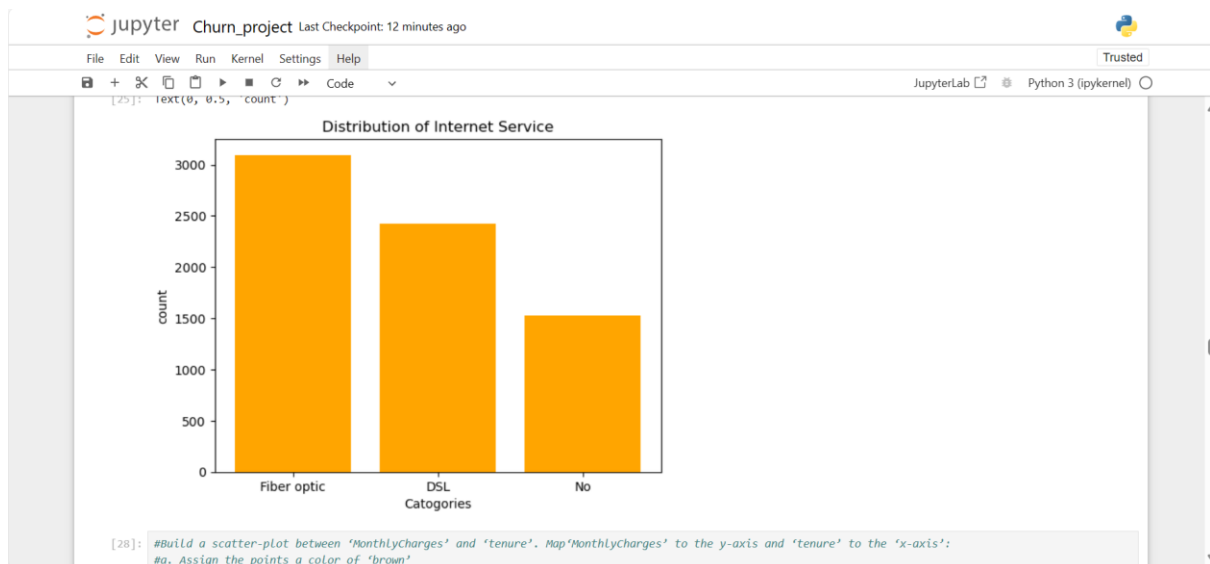 jupyter Churn_project Last Checkpoint: 12 minutes ago
File Edit View Run Kernel Settings Help Trusted
Code JupyterLab Python 3 (ipykernel)
[25]: Text(0, 0.5, 'count')
Distribution of Internet Service
3000
2500
2000
1500
1000
500
0
count
Fiber optic DSL No
Catogories
[28]: #Build a scatter-plot between ‘MonthlyCharges’ and ‘tenure’. Map‘MonthlyCharges’ to the y-axis and ‘tenure’ to the ‘x-axis’:
#a. Assign the points a color of ‘brown’